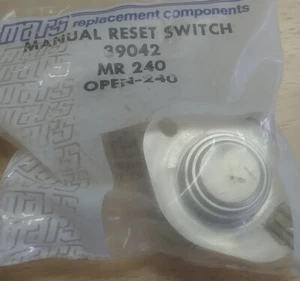 mars replacement components
MANUAL RESET SWITCH
39042
MR 240
OPEN-240